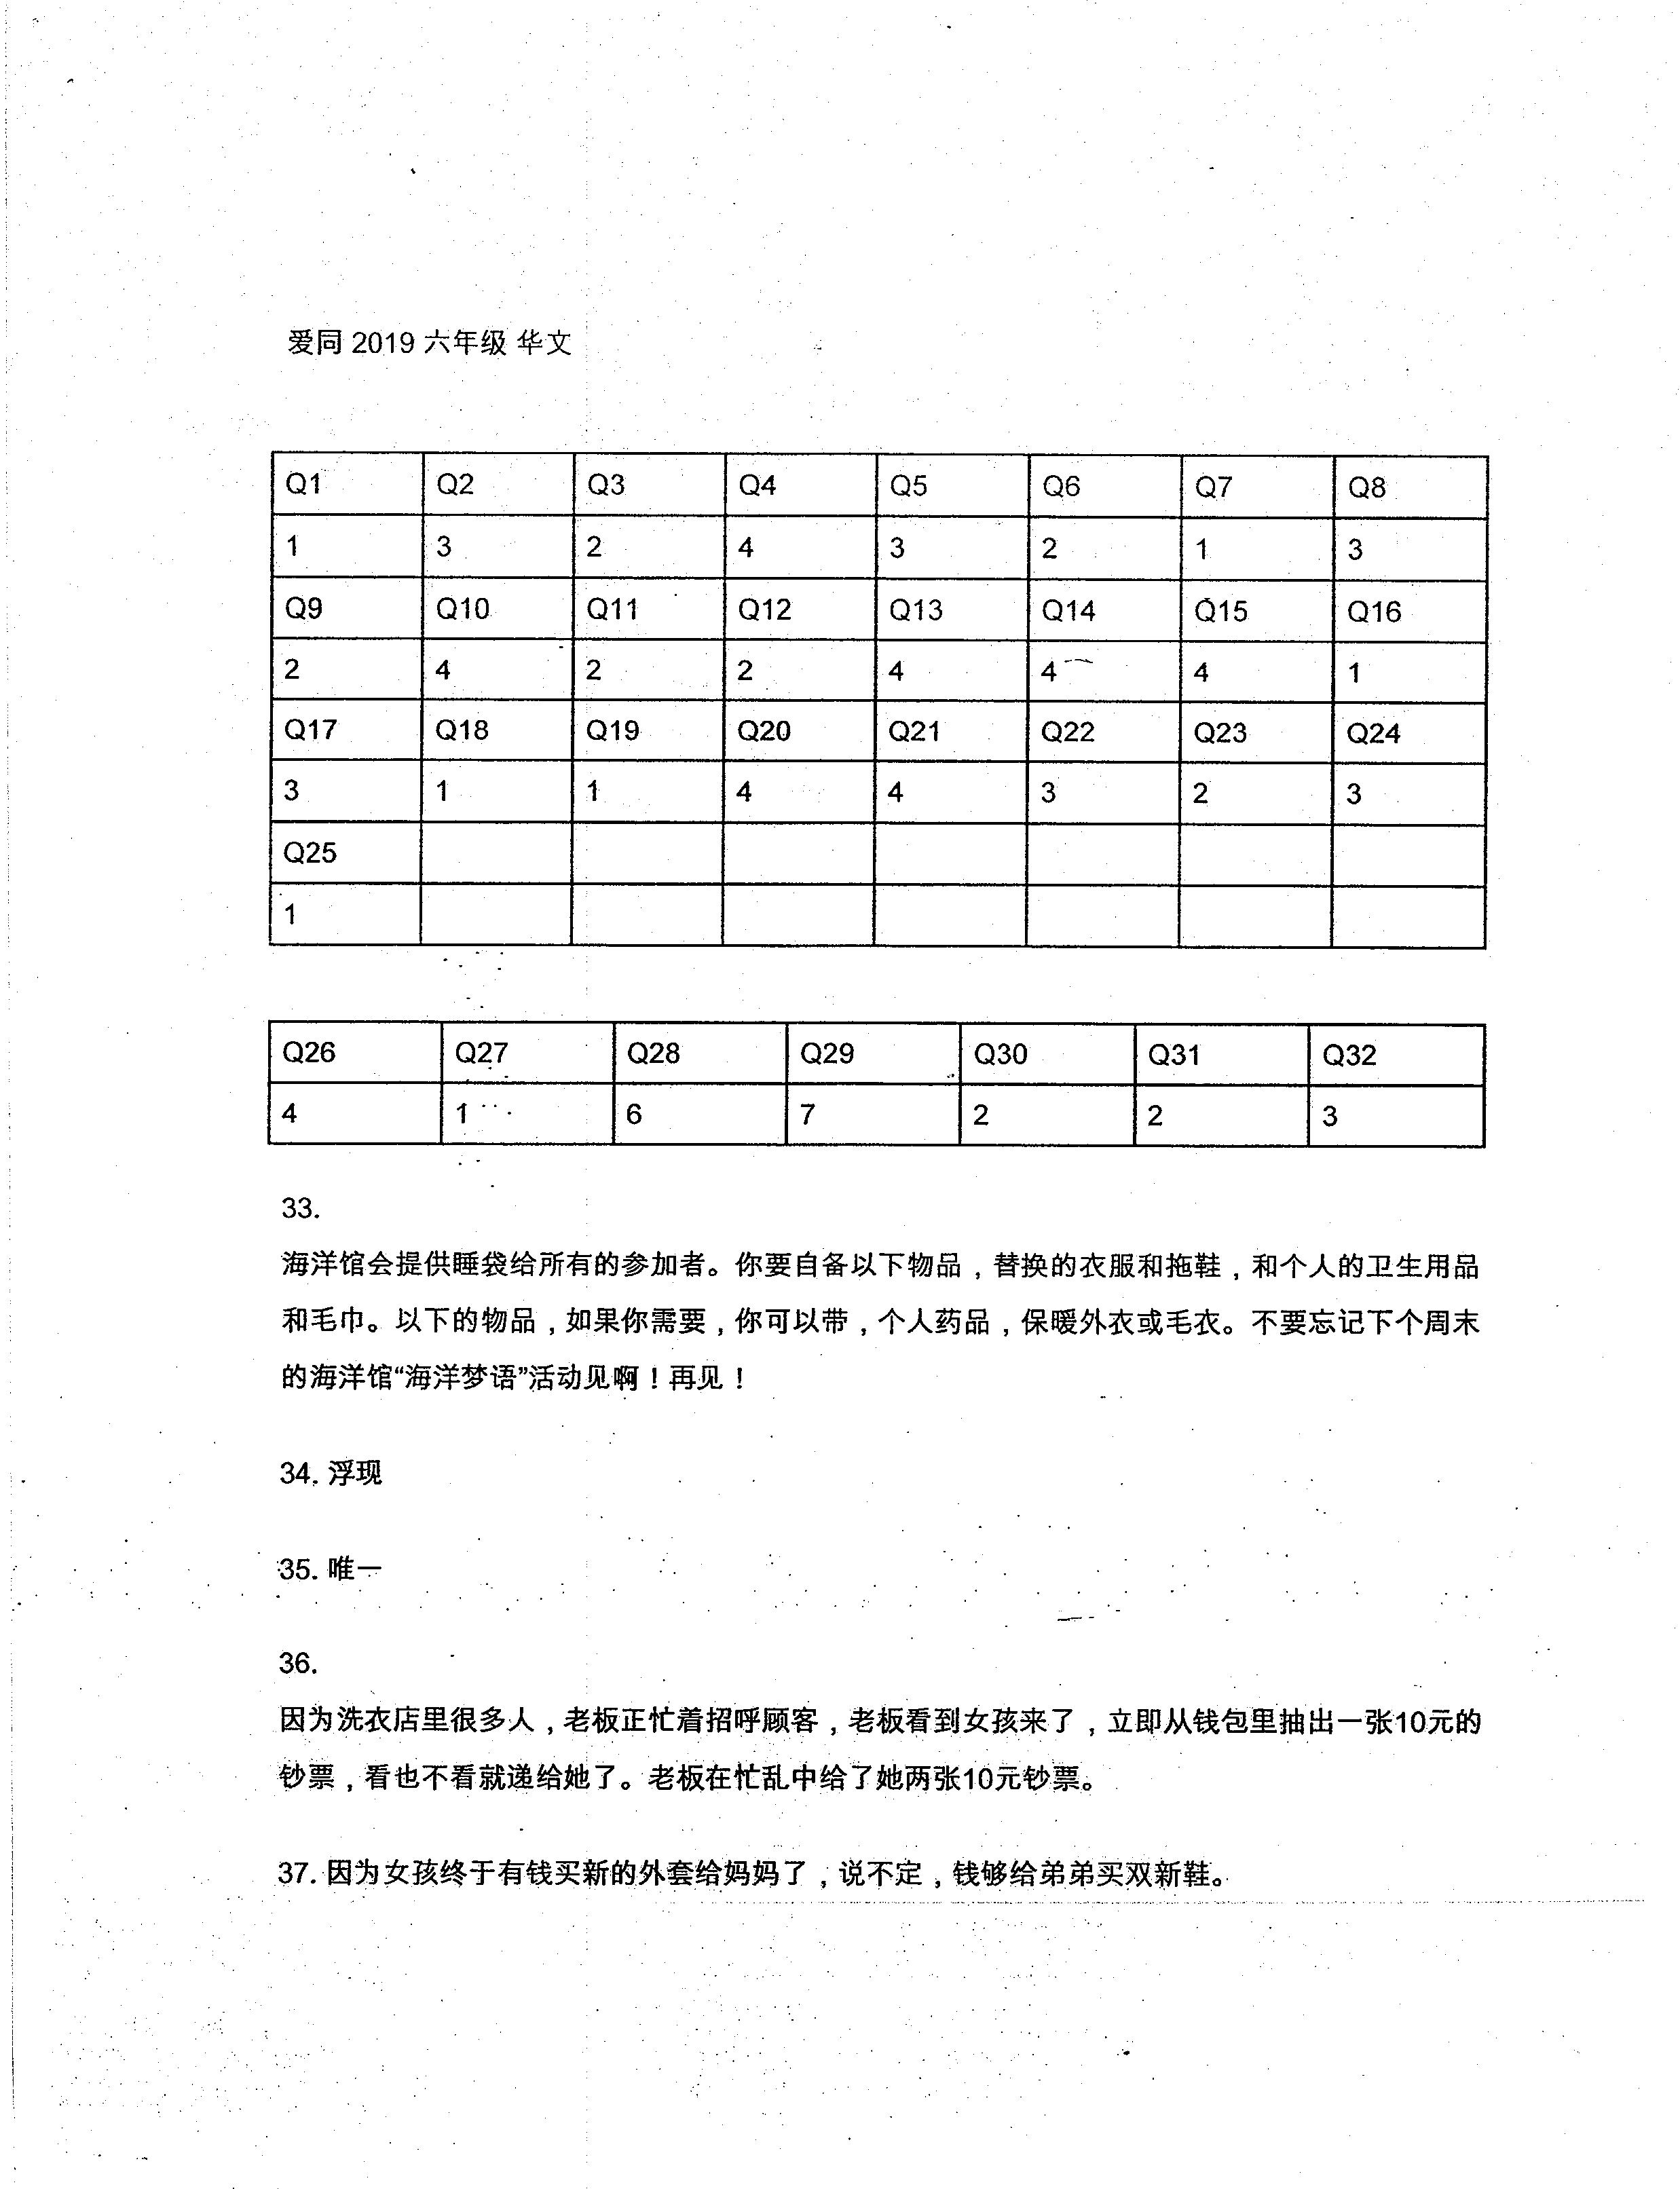 爱同 2019 六年级 华文
Q1 Q2 Q3 Q4 Q5 Q6 Q7 Q8
1 3 2 4 3 2 1 3
Q9 Q10 Q11 Q12 Q13 Q14 Q15 Q16
2 4 2 2 4 4 4 1
Q17 Q18 Q19 Q20 Q21 Q22 Q23 Q24
3 1 1 4 4 3 2 3
Q25
1
Q26 Q27 Q28 Q29 Q30 Q31 Q32
4 1 6 7 2 2 3
33.
海洋馆会提供睡袋给所有的参加者。你要自备以下物品，替换的衣服和拖鞋，和个人的卫生用品
和毛巾。以下的物品，如果你需要，你可以带，个人药品，保暖外衣或毛衣。不要忘记下个周末
的海洋馆“海洋梦语”活动见啊！再见！
34. 浮现
35. 唯一
36.
因为洗衣店里很多人，老板正忙着招呼顾客，老板看到女孩来了，立即从钱包里抽出一张10元的
钞票，看也不看就递给她了。老板在忙乱中给了她两张10元钞票。
37. 因为女孩终于有钱买新的外套给妈妈了，说不定，钱够给弟弟买双新鞋。